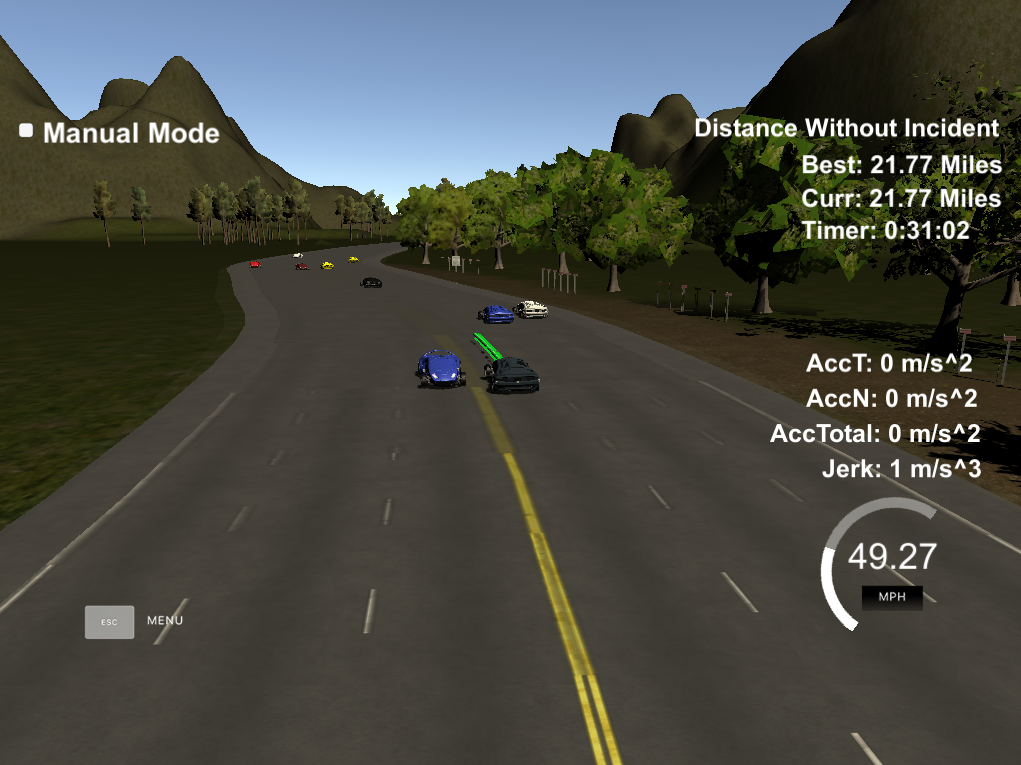 Manual Mode
Distance Without Incident
Best: 21.77 Miles
Curr: 21.77 Miles
Timer: 0:31:02
AccT: 0 m/s^2
AccN: 0 m/s^2
AccTotal: 0 m/s^2
Jerk: 1 m/s^3
49.27
MPH
ESC
MENU